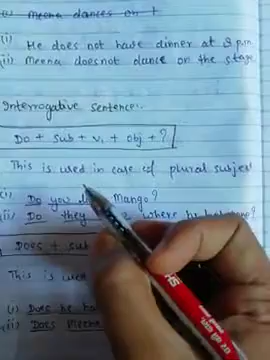 (i) Meena dances on t
(i) He does not have dinner at 8 p.m.
(ii) Meena does not dance on the stage
Interrogative Sentence:-
Do + sub + v₁ + obj + ?
This is used in case of plural subject
(i) Do you Mango?
(ii) Do they where he
Does + sub
This is used
(i) Does he ha
(ii) Does Meena